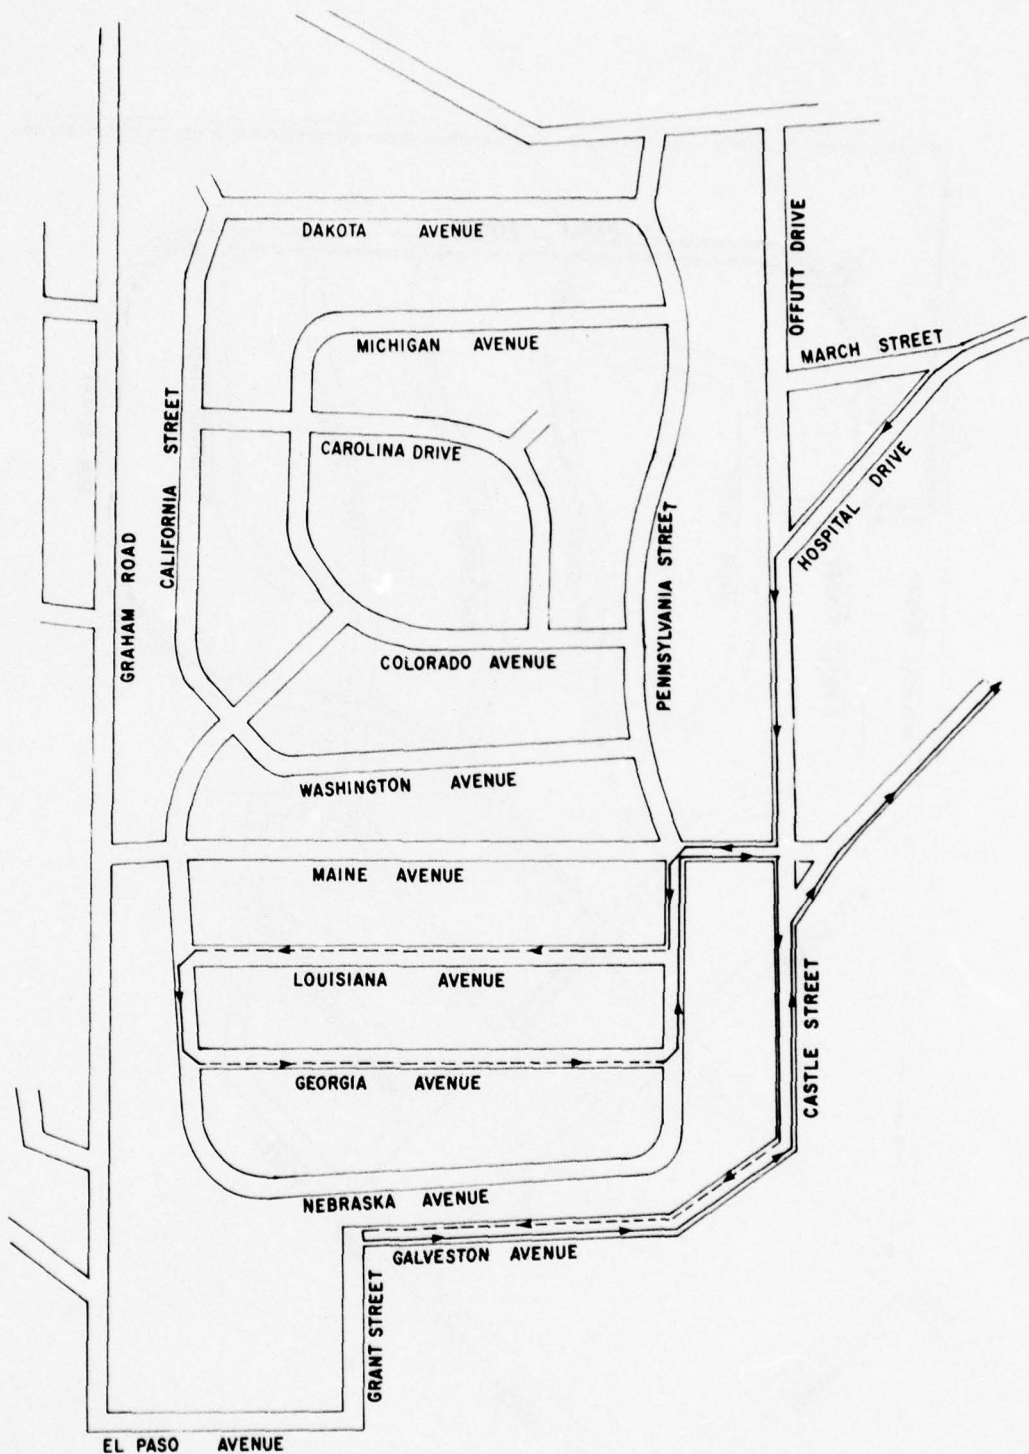 DAKOTA AVENUE
OFFUTT DRIVE
MICHIGAN AVENUE
MARCH STREET
CALIFORNIA STREET
CAROLINA DRIVE
HOSPITAL DRIVE
GRAHAM ROAD
PENNSYLVANIA STREET
COLORADO AVENUE
WASHINGTON AVENUE
MAINE AVENUE
LOUISIANA AVENUE
CASTLE STREET
GEORGIA AVENUE
NEBRASKA AVENUE
GALVESTON AVENUE
GRANT STREET
EL PASO AVENUE